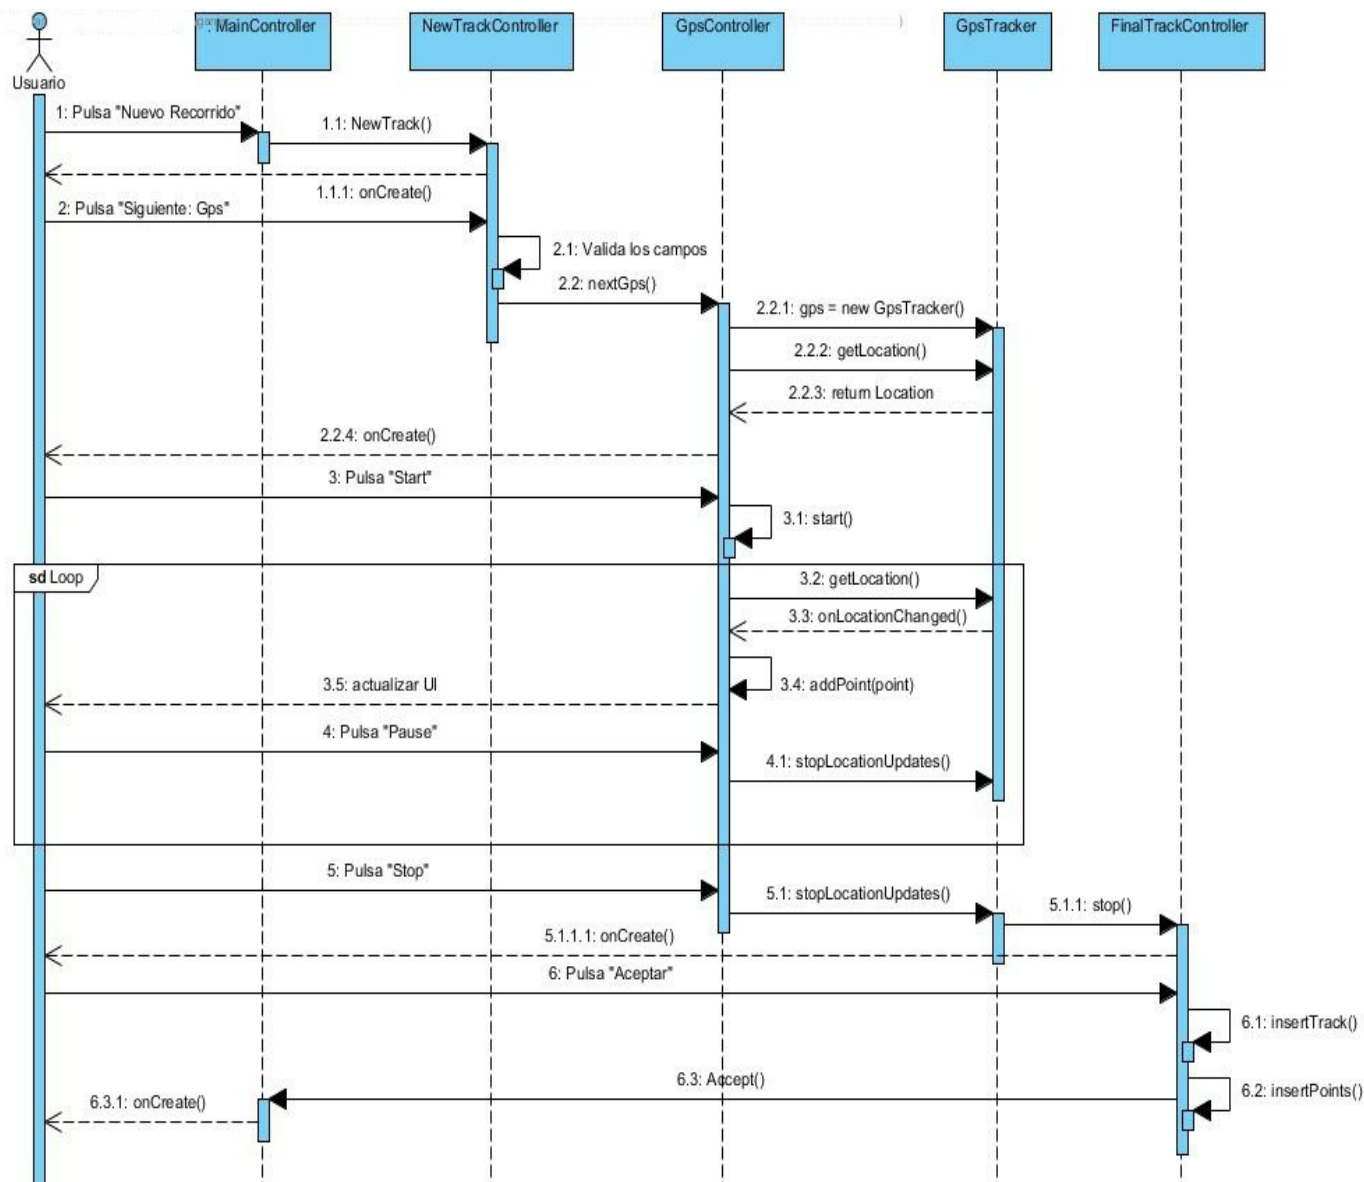 : MainController
NewTrackController
GpsController
GpsTracker
FinalTrackController
Usuario
1: Pulsa "Nuevo Recorrido"
1.1: NewTrack()
1.1.1: onCreate()
2: Pulsa "Siguiente: Gps"
2.1: Valida los campos
2.2: nextGps()
2.2.1: gps = new GpsTracker()
2.2.2: getLocation()
2.2.3: return Location
2.2.4: onCreate()
3: Pulsa "Start"
3.1: start()
sd Loop
3.2: getLocation()
3.3: onLocationChanged()
3.4: addPoint(point)
3.5: actualizar UI
4: Pulsa "Pause"
4.1: stopLocationUpdates()
5: Pulsa "Stop"
5.1: stopLocationUpdates()
5.1.1: stop()
5.1.1.1: onCreate()
6: Pulsa "Aceptar"
6.1: insertTrack()
6.2: insertPoints()
6.3: Accept()
6.3.1: onCreate()